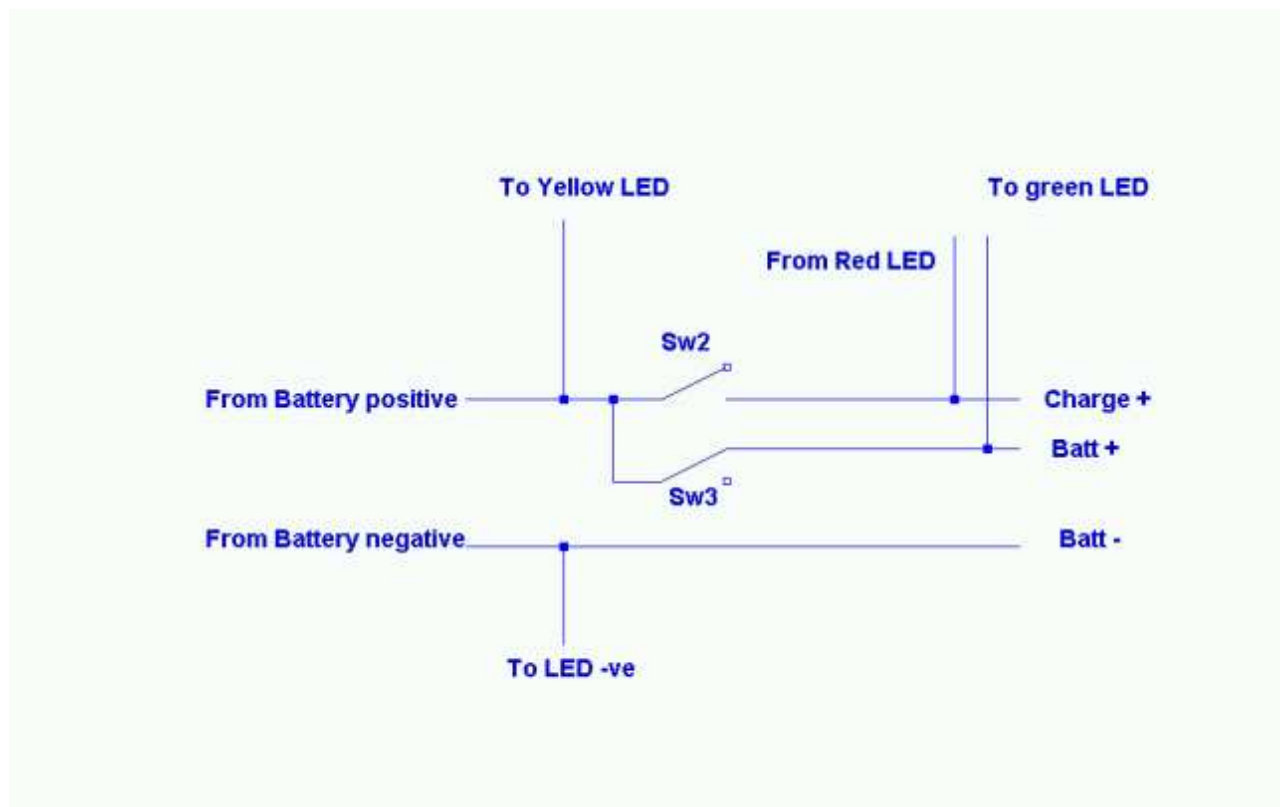 To Yellow LED
To green LED
From Red LED
Sw2
From Battery positive
Charge +
Batt +
Sw3
From Battery negative
Batt -
To LED -ve